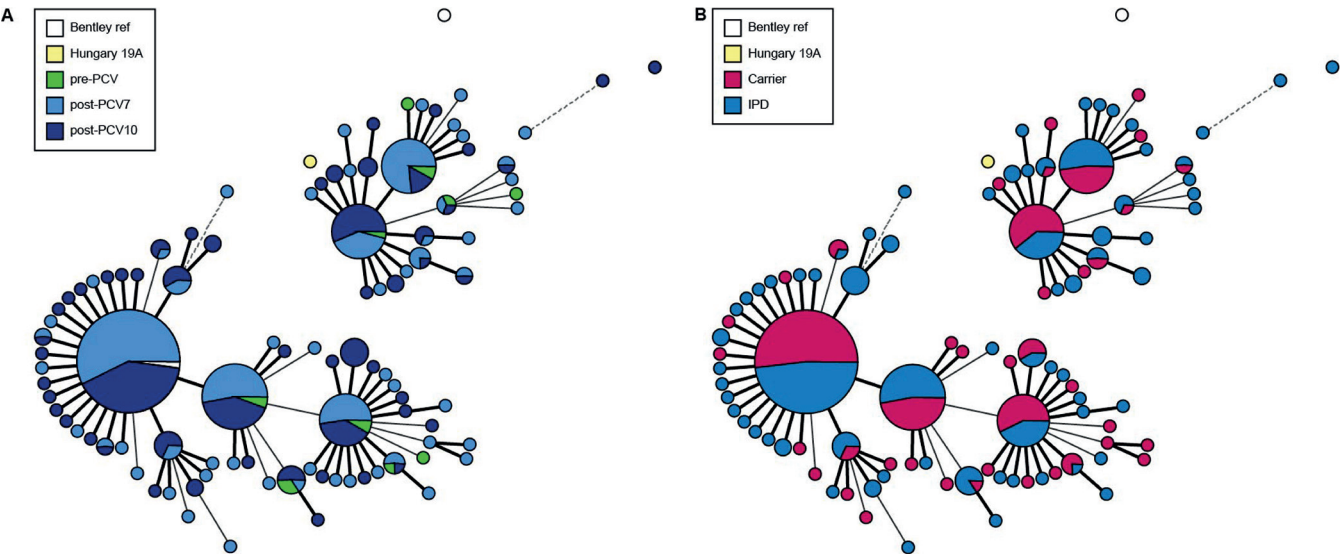 A
Bentley ref
Hungary 19A
pre-PCV
post-PCV7
post-PCV10
B
Bentley ref
Hungary 19A
Carrier
IPD